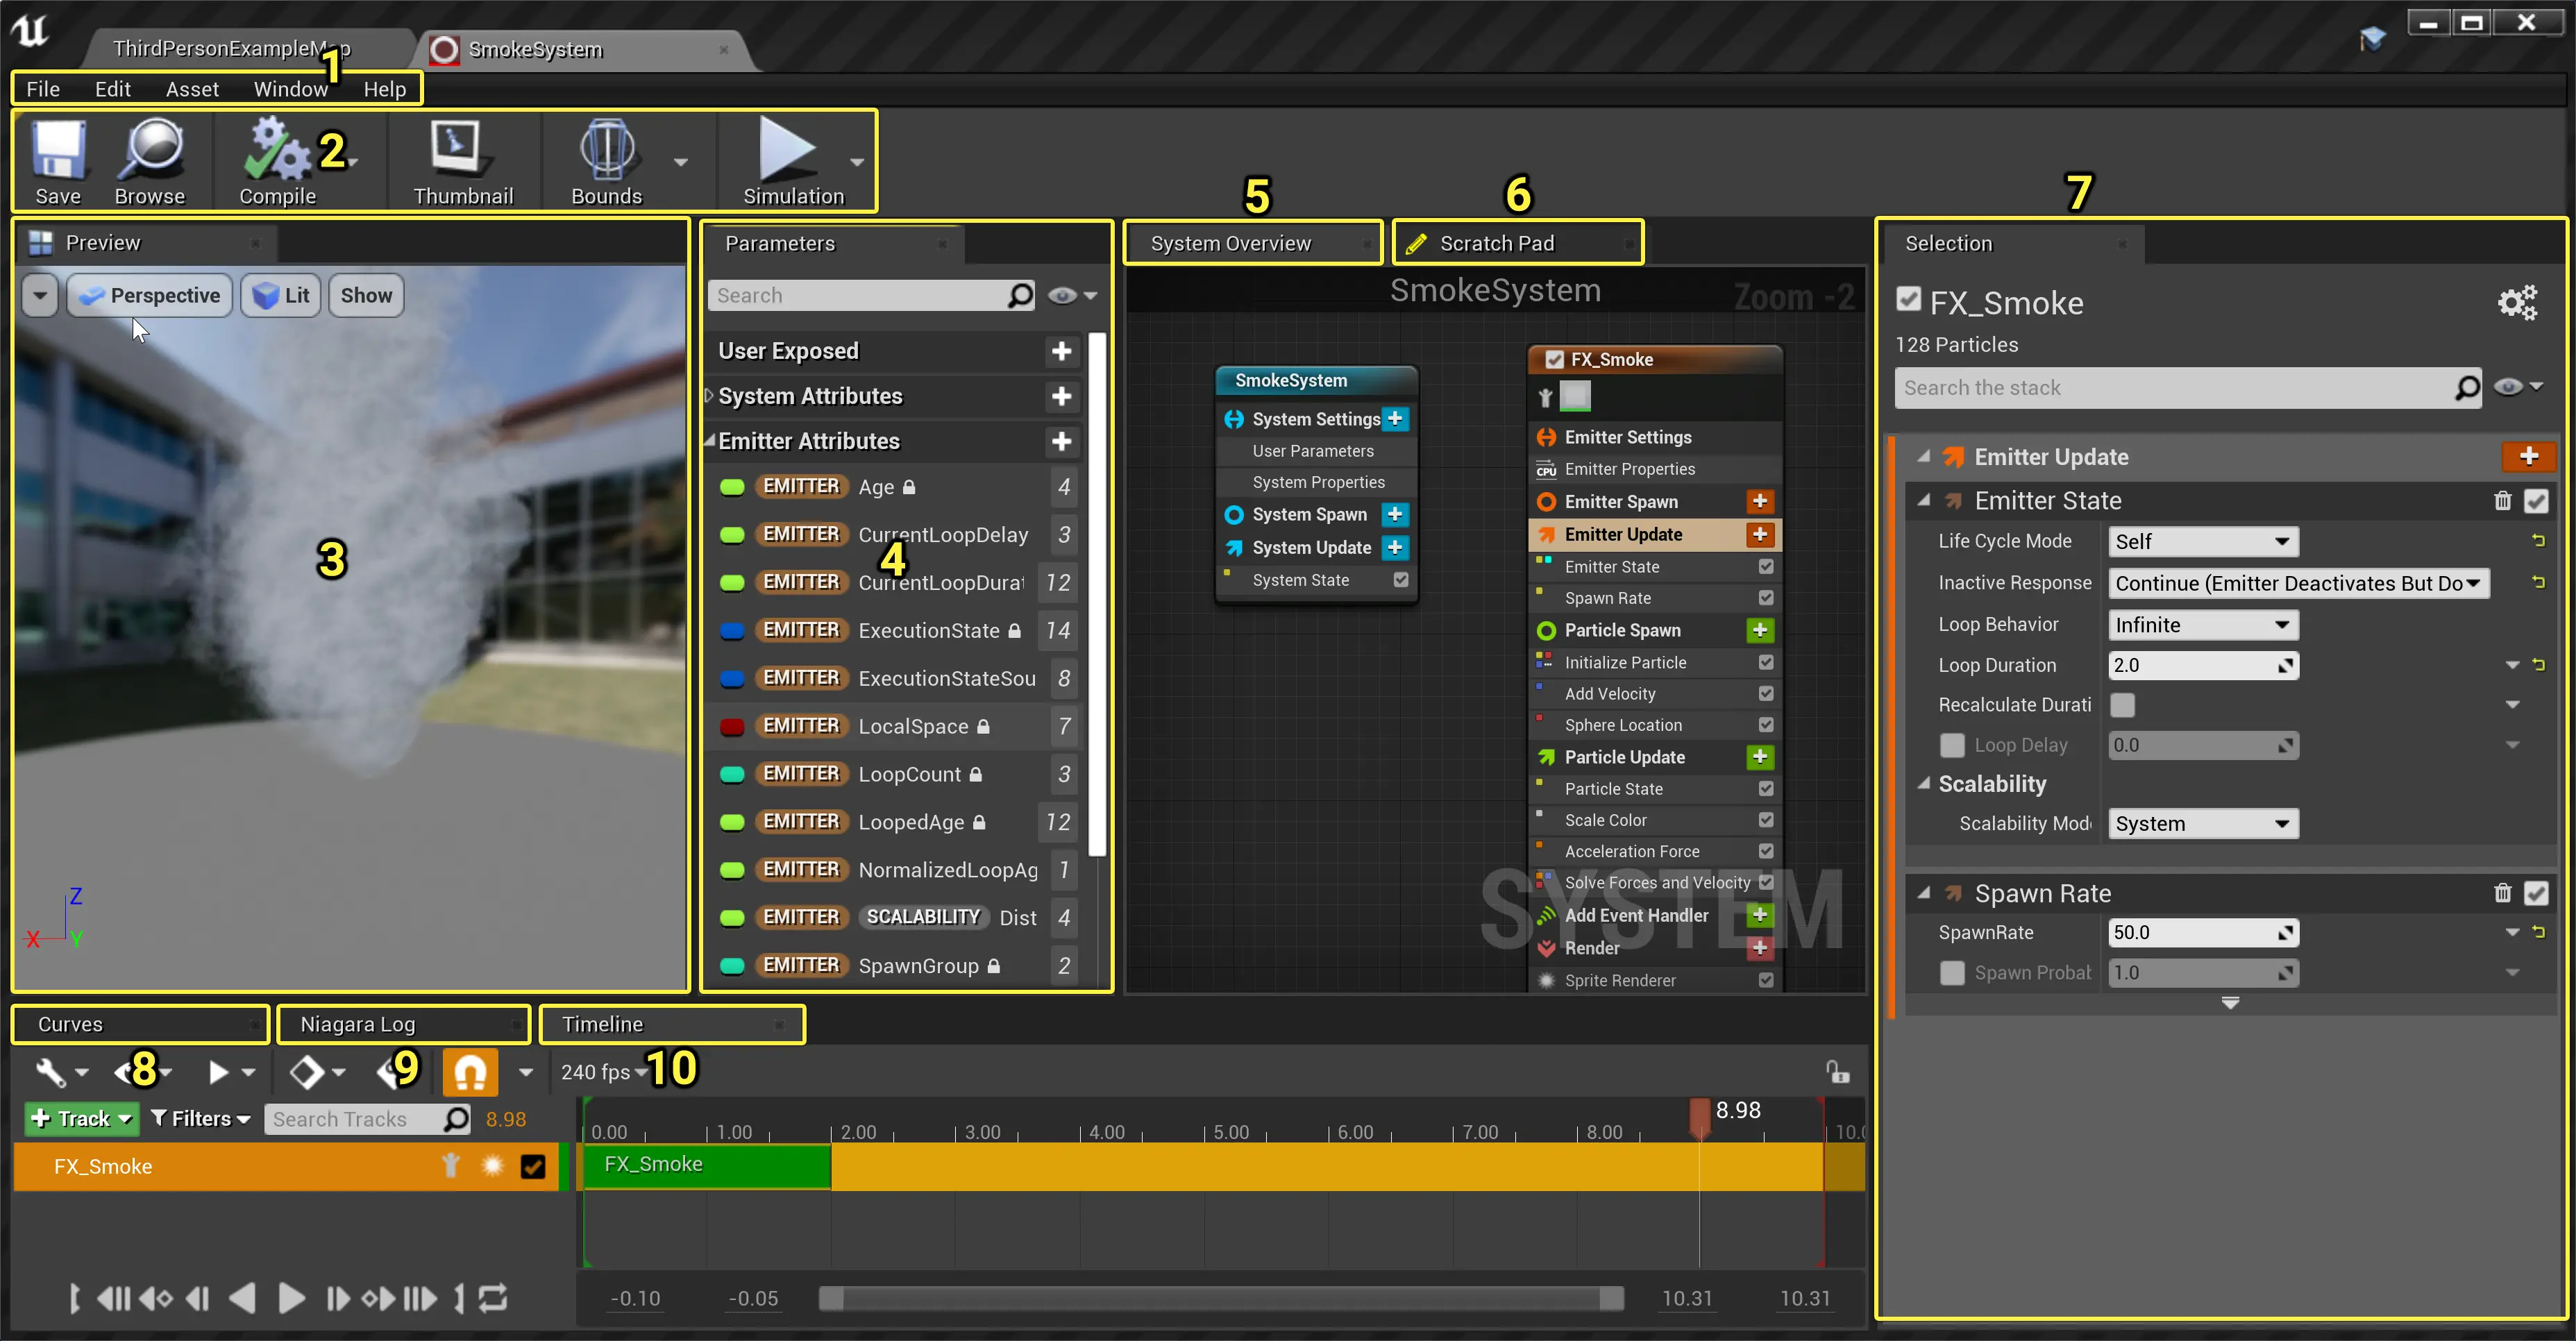 ThirdPersonExampleMap
SmokeSystem
1
File Edit Asset Window Help
2
Save Browse Compile Thumbnail Bounds Simulation
Preview
Perspective Lit Show
3
Z
X Y
Parameters
Search
User Exposed
System Attributes
Emitter Attributes
EMITTER Age 4
EMITTER CurrentLoopDelay 3
4
EMITTER CurrentLoopDurat 12
EMITTER ExecutionState 14
EMITTER ExecutionStateSou 8
EMITTER LocalSpace 7
EMITTER LoopCount 3
EMITTER LoopedAge 12
EMITTER NormalizedLoopAg 1
EMITTER SCALABILITY Dist 4
EMITTER SpawnGroup 2
5
System Overview
6
Scratch Pad
SmokeSystem
Zoom -2
SmokeSystem
System Settings
User Parameters
System Properties
System Spawn
System Update
System State
FX_Smoke
Emitter Settings
CPU Emitter Properties
Emitter Spawn
Emitter Update
Emitter State
Spawn Rate
Particle Spawn
Initialize Particle
Add Velocity
Sphere Location
Particle Update
Particle State
Scale Color
Acceleration Force
Solve Forces and Velocity
Add Event Handler
Render
Sprite Renderer
SYSTEM
7
Selection
FX_Smoke
128 Particles
Search the stack
Emitter Update
Emitter State
Life Cycle Mode Self
Inactive Response Continue (Emitter Deactivates But Do
Loop Behavior Infinite
Loop Duration 2.0
Recalculate Durati
Loop Delay 0.0
Scalability
Scalability Mod System
Spawn Rate
SpawnRate 50.0
Spawn Probab 1.0
Curves
Niagara Log
Timeline
8
9
240 fps
10
Track Filters Search Tracks 8.98
8.98
0.00 1.00 2.00 3.00 4.00 5.00 6.00 7.00 8.00 10.0
FX_Smoke
FX_Smoke
-0.10 -0.05 10.31 10.31